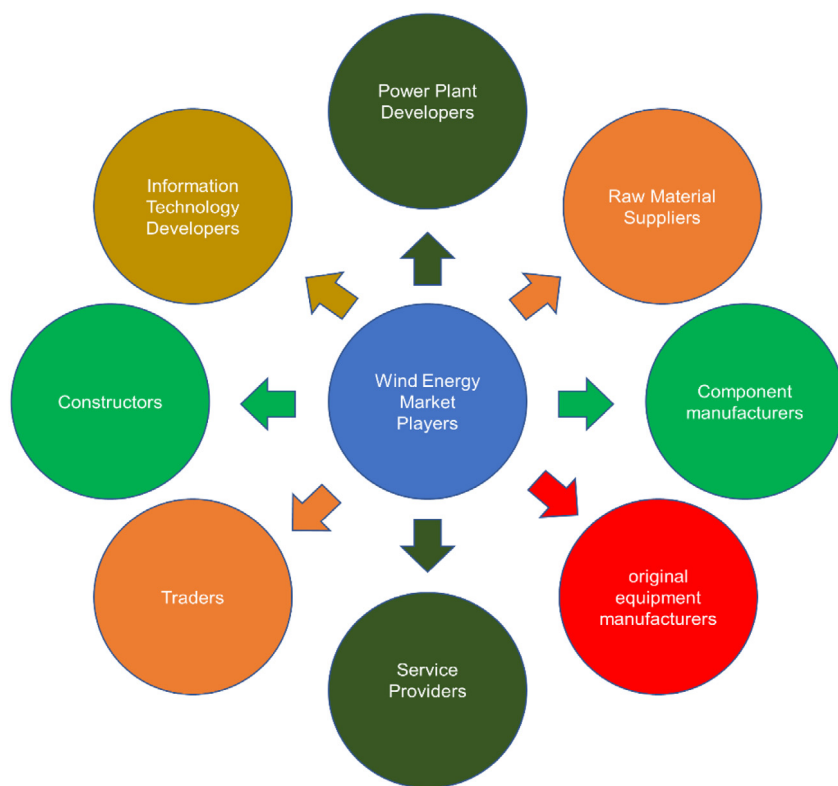 Power Plant
Developers
Information
Technology
Developers
Raw Material
Suppliers
Constructors
Wind Energy
Market
Players
Component
manufacturers
Traders
original
equipment
manufacturers
Service
Providers